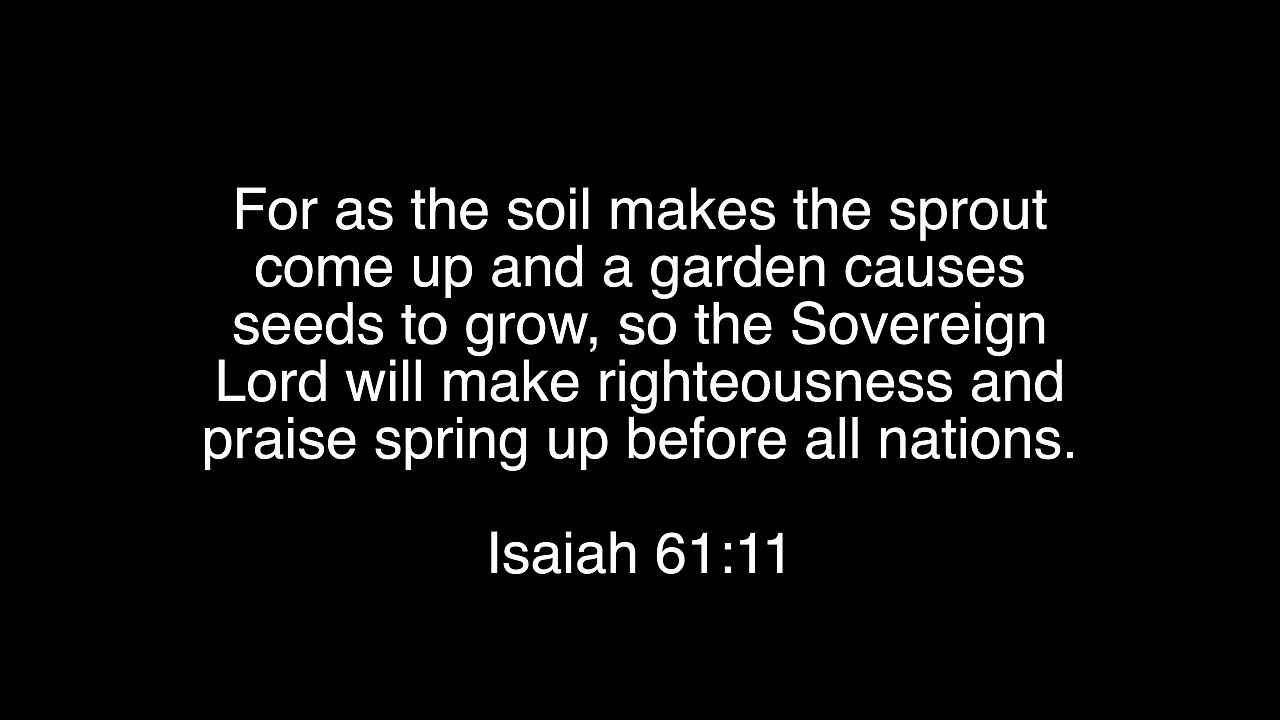 For as the soil makes the sprout
come up and a garden causes
seeds to grow, so the Sovereign
Lord will make righteousness and
praise spring up before all nations.
Isaiah 61:11